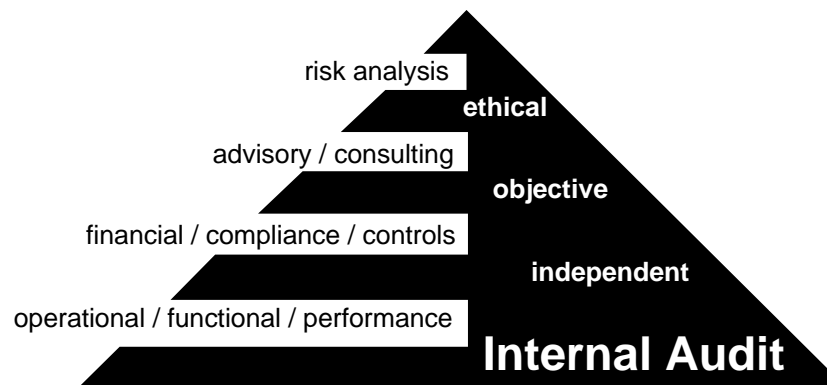 risk analysis
ethical
advisory / consulting
objective
financial / compliance / controls
independent
operational / functional / performance
Internal Audit